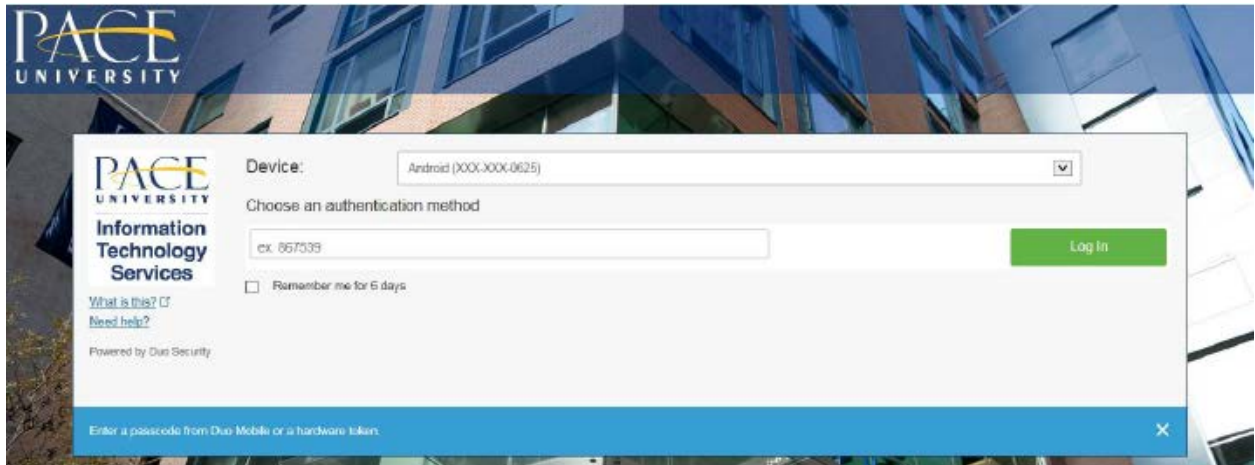 PACE
UNIVERSITY
PACE
UNIVERSITY
Information
Technology
Services
What is this?
Need help?
Powered by Duo Security
Device:
Android (XXX-XXX-0625)
Choose an authentication method
ex. 867539
Log In
Remember me for 6 days
Enter a passcode from Duo Mobile or a hardware token.